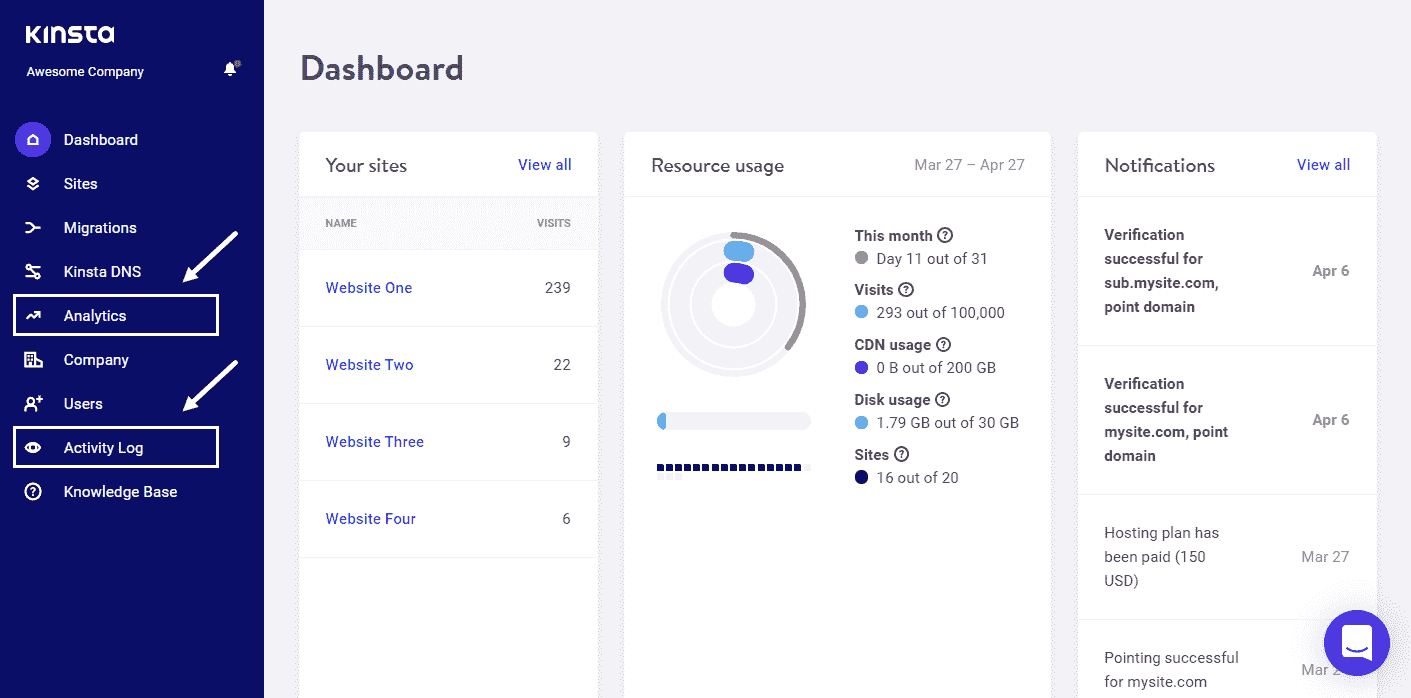 KINSTA
Awesome Company
Dashboard
Sites
Migrations
Kinsta DNS
Analytics
Company
Users
Activity Log
Knowledge Base
Dashboard
Your sites View all
NAME VISITS
Website One 239
Website Two 22
Website Three 9
Website Four 6
Resource usage Mar 27 – Apr 27
This month
Day 11 out of 31
Visits
293 out of 100,000
CDN usage
0 B out of 200 GB
Disk usage
1.79 GB out of 30 GB
Sites
16 out of 20
Notifications View all
Verification
successful for
sub.mysite.com,
point domain
Apr 6
Verification
successful for
mysite.com, point
domain
Apr 6
Hosting plan has
been paid (150
USD)
Mar 27
Pointing successful
for mysite.com
Mar